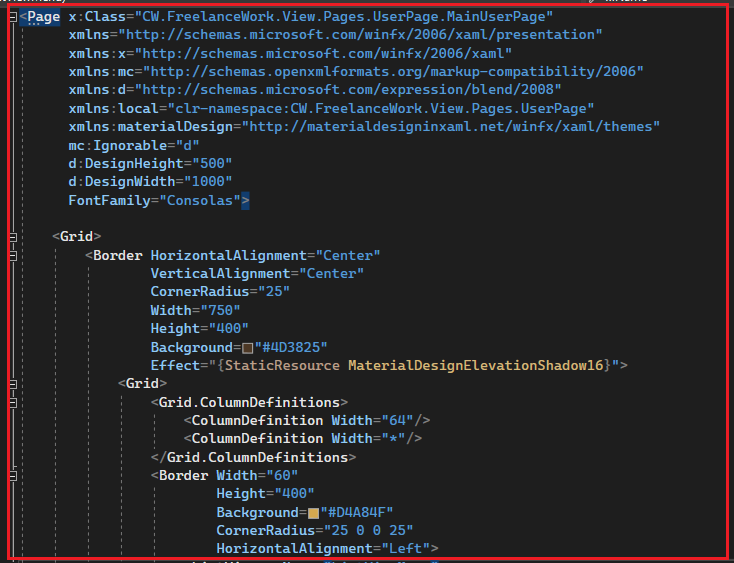 <Page x:Class="CW.FreelanceWork.View.Pages.UserPage.MainUserPage"
xmlns="http://schemas.microsoft.com/winfx/2006/xaml/presentation"
xmlns:x="http://schemas.microsoft.com/winfx/2006/xaml"
xmlns:mc="http://schemas.openxmlformats.org/markup-compatibility/2006"
xmlns:d="http://schemas.microsoft.com/expression/blend/2008"
xmlns:local="clr-namespace:CW.FreelanceWork.View.Pages.UserPage"
xmlns:materialDesign="http://materialdesigninxaml.net/winfx/xaml/themes"
mc:Ignorable="d"
d:DesignHeight="500"
d:DesignWidth="1000"
FontFamily="Consolas">
<Grid>
<Border HorizontalAlignment="Center"
VerticalAlignment="Center"
CornerRadius="25"
Width="750"
Height="400"
Background="#4D3825"
Effect="{StaticResource MaterialDesignElevationShadow16}">
<Grid>
<Grid.ColumnDefinitions>
<ColumnDefinition Width="64"/>
<ColumnDefinition Width="*"/>
</Grid.ColumnDefinitions>
<Border Width="60"
Height="400"
Background="#D4A84F"
CornerRadius="25 0 0 25"
HorizontalAlignment="Left">